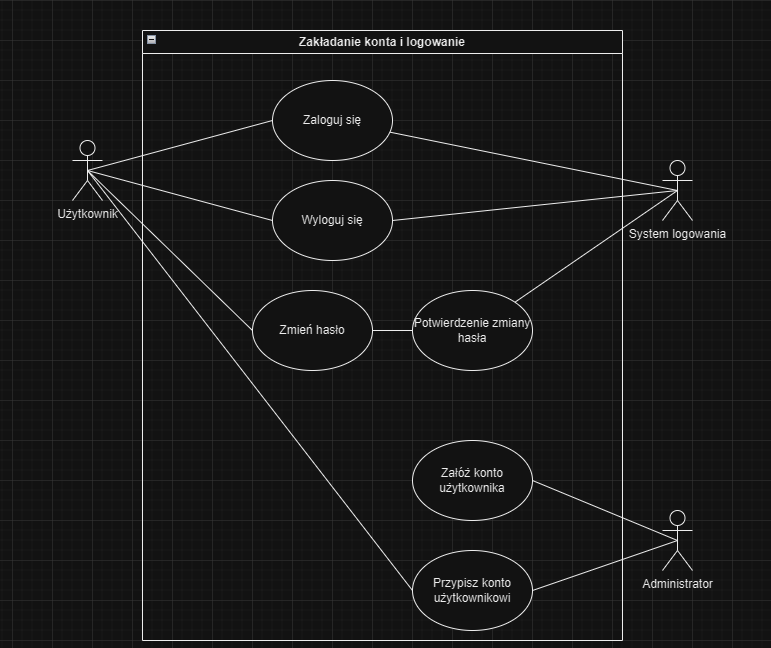 Zakładanie konta i logowanie
Zaloguj się
Użytkownik
Wyloguj się
System logowania
Zmień hasło
Potwierdzenie zmiany
hasła
Załóż konto
użytkownika
Przypisz konto
użytkownikowi
Administrator